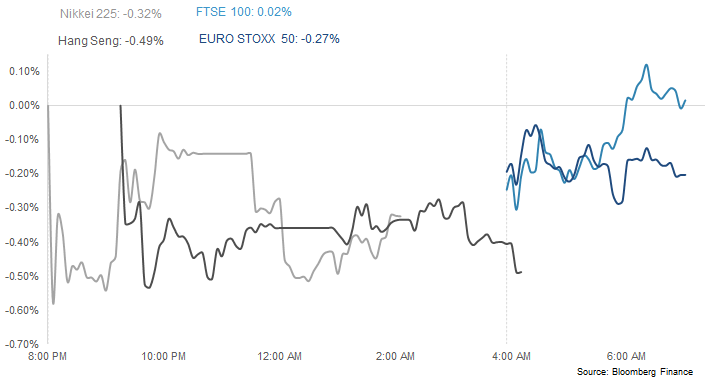 Nikkei 225: -0.32%
FTSE 100: 0.02%
Hang Seng: -0.49%
EURO STOXX 50: -0.27%
0.10%
0.00%
-0.10%
-0.20%
-0.30%
-0.40%
-0.50%
-0.60%
-0.70%
8:00 PM
10:00 PM
12:00 AM
2:00 AM
4:00 AM
6:00 AM
Source: Bloomberg Finance